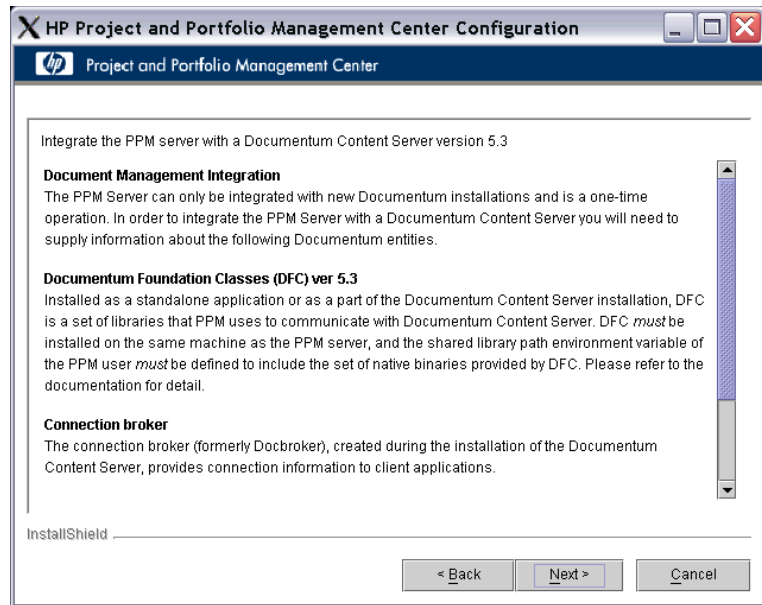 HP Project and Portfolio Management Center Configuration
hp Project and Portfolio Management Center
Integrate the PPM server with a Documentum Content Server version 5.3
Document Management Integration
The PPM Server can only be integrated with new Documentum installations and is a one-time
operation. In order to integrate the PPM Server with a Documentum Content Server you will need to
supply information about the following Documentum entities.
Documentum Foundation Classes (DFC) ver 5.3
Installed as a standalone application or as a part of the Documentum Content Server installation, DFC
is a set of libraries that PPM uses to communicate with Documentum Content Server. DFC must be
installed on the same machine as the PPM server, and the shared library path environment variable of
the PPM user must be defined to include the set of native binaries provided by DFC. Please refer to the
documentation for detail.
Connection broker
The connection broker (formerly Docbroker), created during the installation of the Documentum
Content Server, provides connection information to client applications.
InstallShield
< Back Next > Cancel